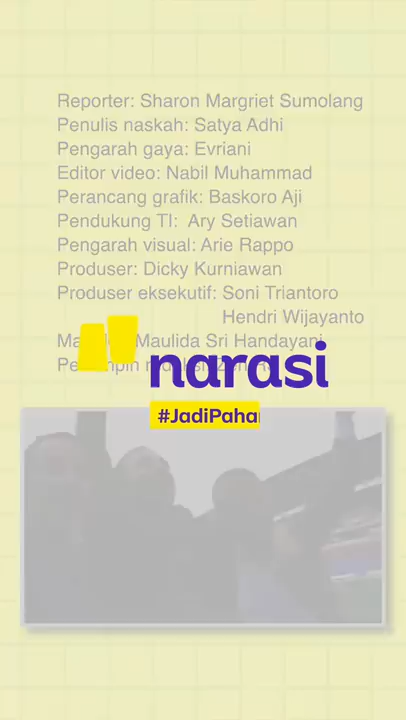 Reporter: Sharon Margriet Sumolang
Penulis naskah: Satya Adhi
Pengarah gaya: Evriani
Editor video: Nabil Muhammad
Perancang grafik: Baskoro Aji
Pendukung TI: Ary Setiawan
Pengarah visual: Arie Rappo
Produser: Dicky Kurniawan
Produser eksekutif: Soni Triantoro
Hendri Wijayanto
Maulida Sri Handayani
narasi
#JadiPaha